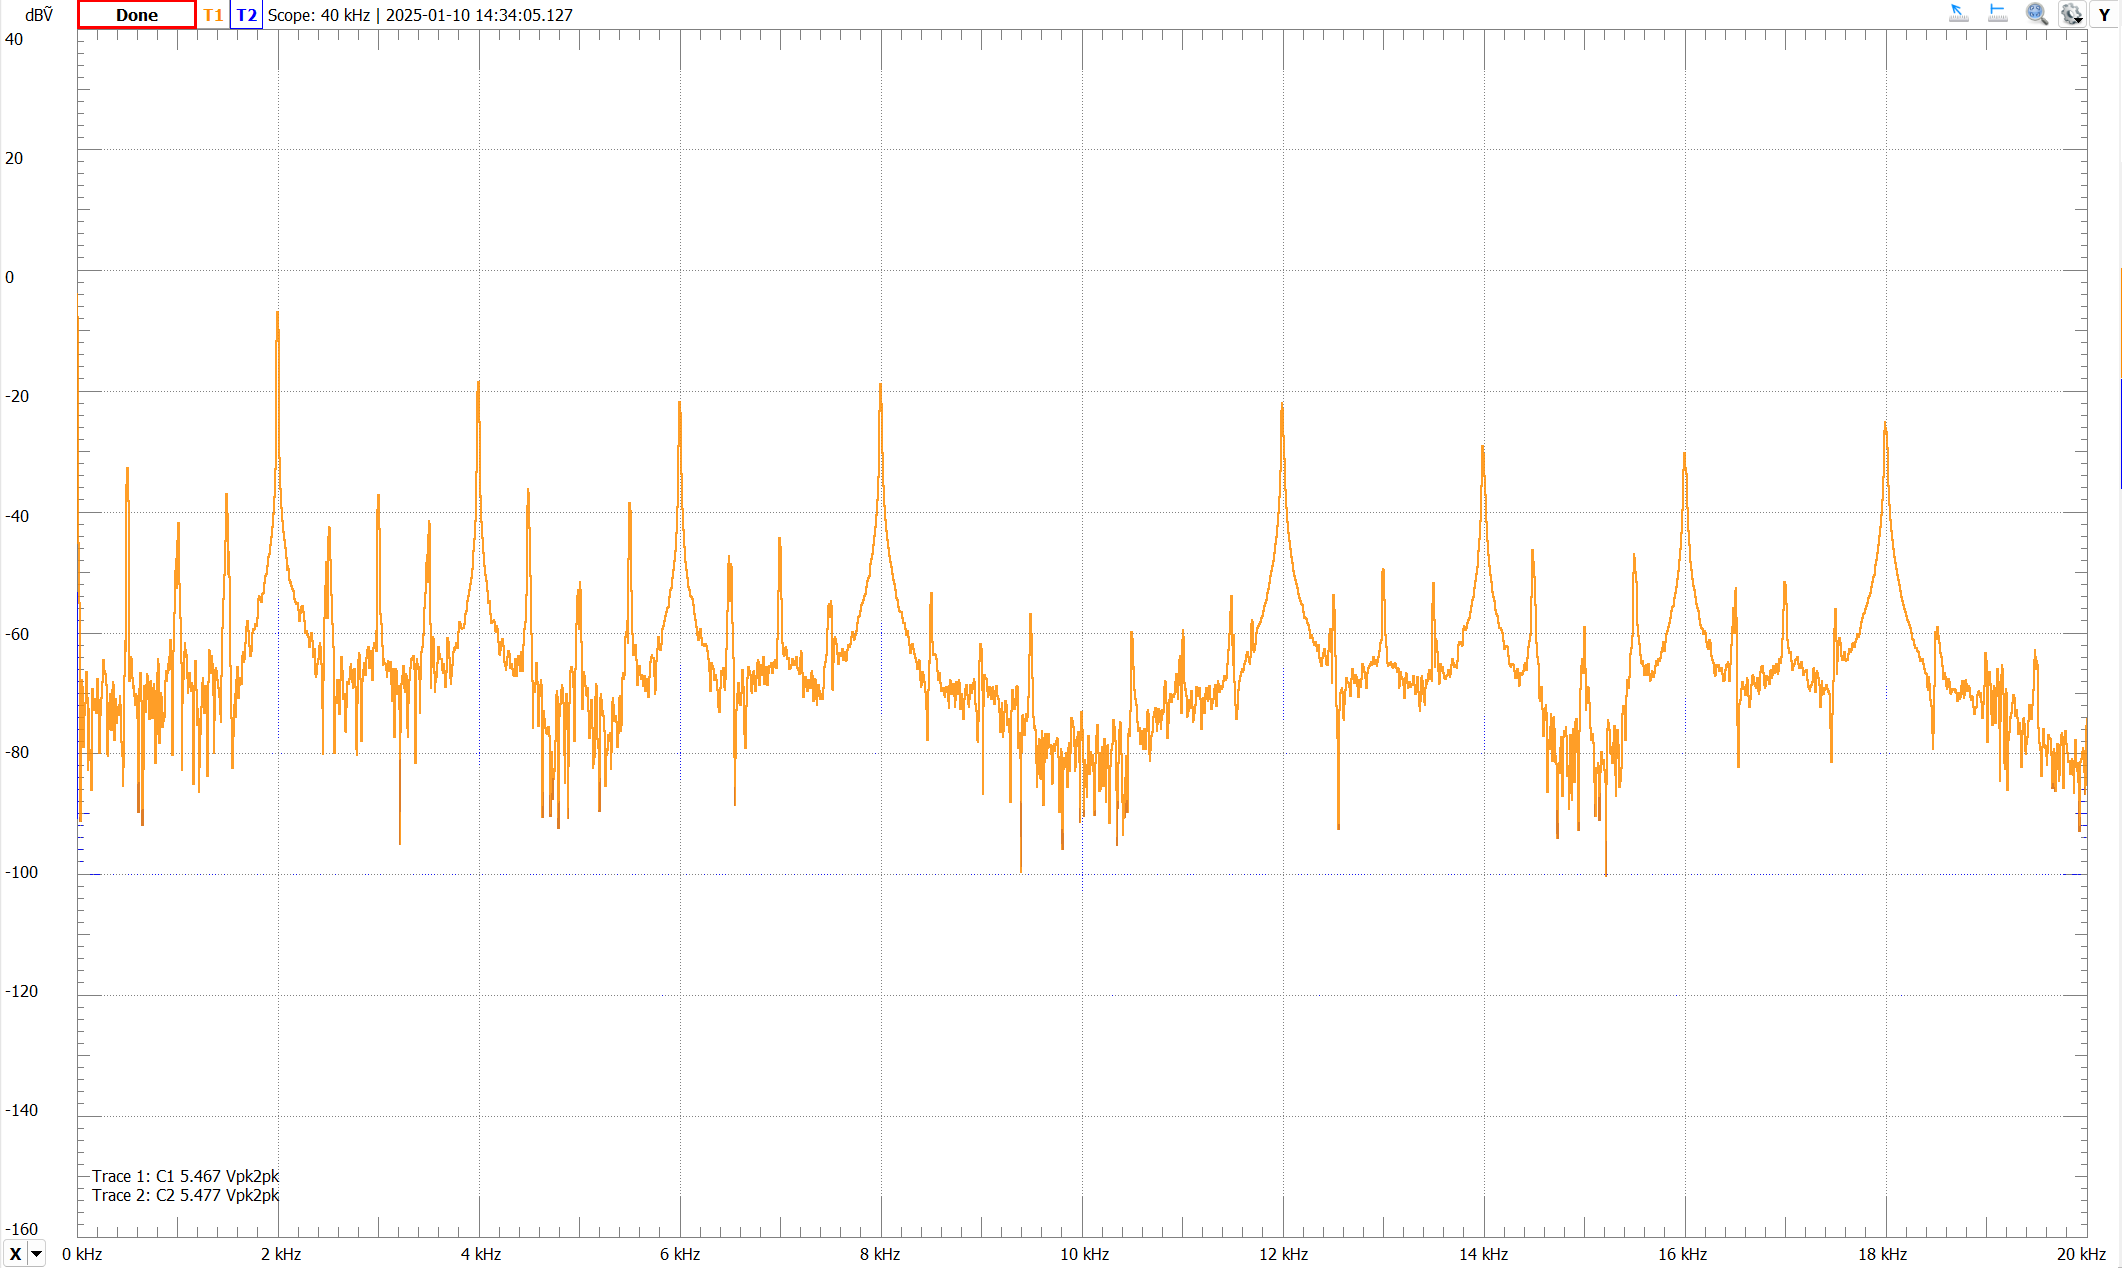 dBṼ Done T1 T2 Scope: 40 kHz | 2025-01-10 14:34:05.127 Y
40
20
0
-20
-40
-60
-80
-100
-120
-140
-160
Trace 1: C1 5.467 Vpk2pk
Trace 2: C2 5.477 Vpk2pk
X 0 kHz 2 kHz 4 kHz 6 kHz 8 kHz 10 kHz 12 kHz 14 kHz 16 kHz 18 kHz 20 kHz